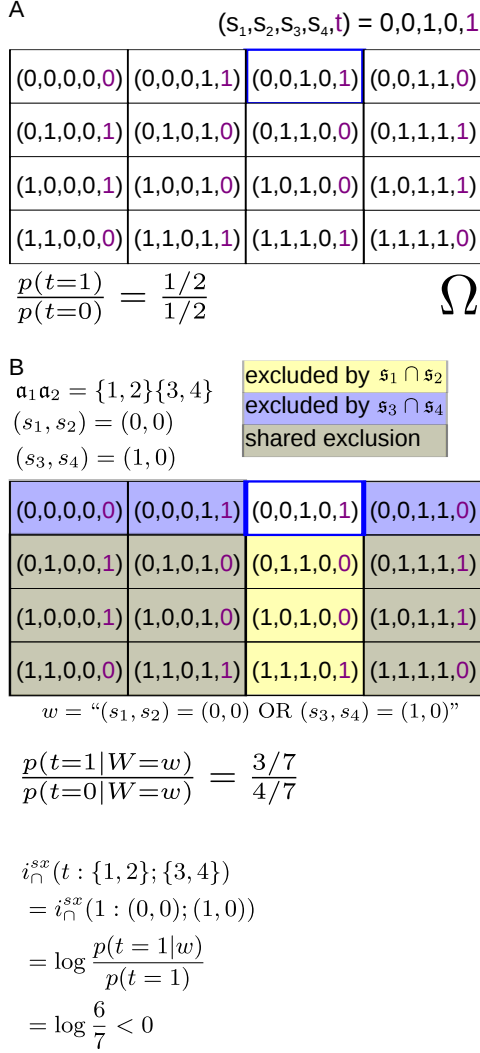 A
(s₁,s₂,s₃,s₄,t) = 0,0,1,0,1
(0,0,0,0,0) (0,0,0,1,1) (0,0,1,0,1) (0,0,1,1,0)
(0,1,0,0,1) (0,1,0,1,0) (0,1,1,0,0) (0,1,1,1,1)
(1,0,0,0,1) (1,0,0,1,0) (1,0,1,0,0) (1,0,1,1,1)
(1,1,0,0,0) (1,1,0,1,1) (1,1,1,0,1) (1,1,1,1,0)
p(t=1)/p(t=0) = (1/2)/(1/2) Ω
B
𝔞₁𝔞₂ = {1, 2}{3, 4}
(s₁, s₂) = (0, 0)
(s₃, s₄) = (1, 0)
excluded by 𝔰₁ ∩ 𝔰₂
excluded by 𝔰₃ ∩ 𝔰₄
shared exclusion
(0,0,0,0,0) (0,0,0,1,1) (0,0,1,0,1) (0,0,1,1,0)
(0,1,0,0,1) (0,1,0,1,0) (0,1,1,0,0) (0,1,1,1,1)
(1,0,0,0,1) (1,0,0,1,0) (1,0,1,0,0) (1,0,1,1,1)
(1,1,0,0,0) (1,1,0,1,1) (1,1,1,0,1) (1,1,1,1,0)
w = “(s₁, s₂) = (0, 0) OR (s₃, s₄) = (1, 0)”
p(t=1|W=w)/p(t=0|W=w) = (3/7)/(4/7)
i∩ˢˣ(t : {1, 2}; {3, 4})
= i∩ˢˣ(1 : (0, 0); (1, 0))
= log p(t = 1|w)/p(t = 1)
= log 6/7 < 0